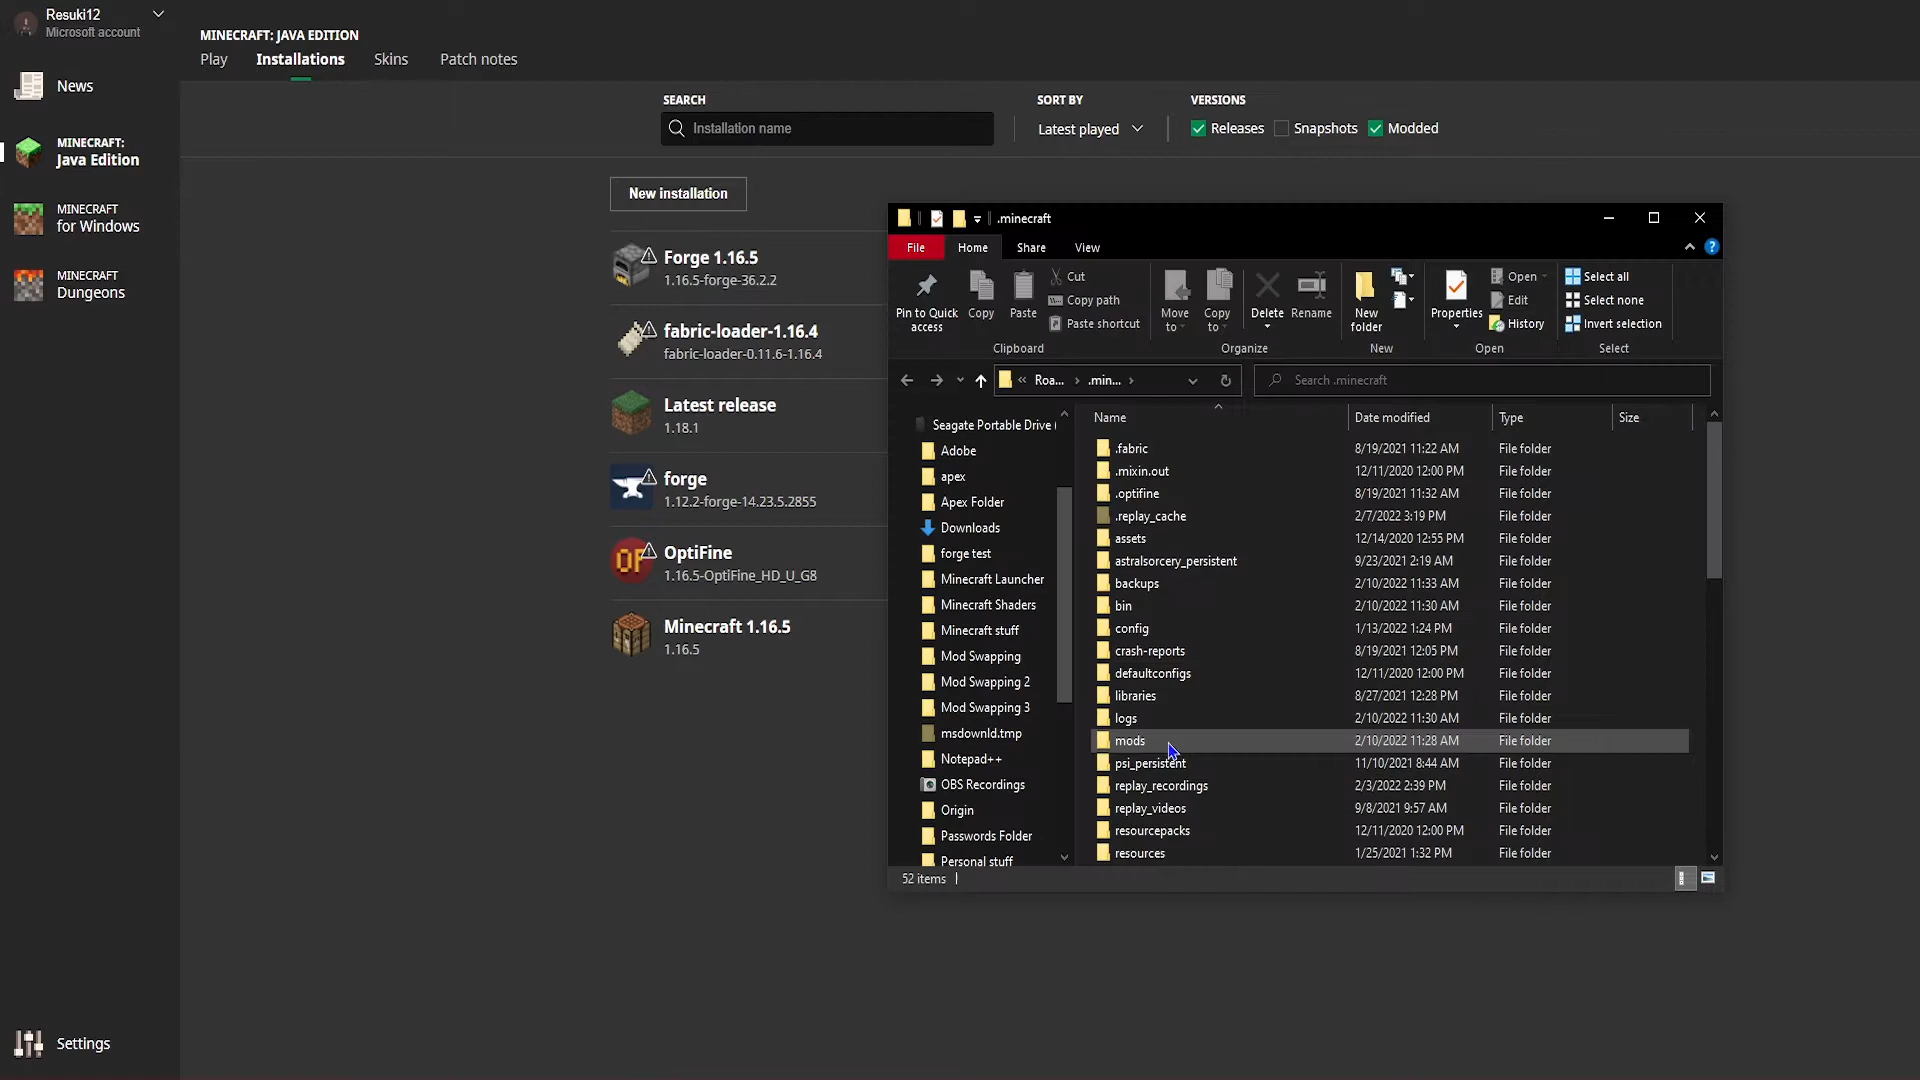 Resuki12
Microsoft account
News
MINECRAFT:
Java Edition
MINECRAFT
for Windows
MINECRAFT
Dungeons
Settings
MINECRAFT: JAVA EDITION
Play Installations Skins Patch notes
SEARCH
Installation name
SORT BY
Latest played
VERSIONS
Releases Snapshots Modded
New installation
Forge 1.16.5
1.16.5-forge-36.2.2
fabric-loader-1.16.4
fabric-loader-0.11.6-1.16.4
Latest release
1.18.1
forge
1.12.2-forge-14.23.5.2855
OF
OptiFine
1.16.5-OptiFine_HD_U_G8
Minecraft 1.16.5
1.16.5
.minecraft
File Home Share View
Pin to Quick access
Copy
Paste
Cut
Copy path
Paste shortcut
Clipboard
Move to
Copy to
Delete
Rename
Organize
New folder
New
Properties
Open
Edit
History
Open
Select all
Select none
Invert selection
Select
« Roa... › .min... ›
Search .minecraft
Seagate Portable Drive (
Adobe
apex
Apex Folder
Downloads
forge test
Minecraft Launcher
Minecraft Shaders
Minecraft stuff
Mod Swapping
Mod Swapping 2
Mod Swapping 3
msdownld.tmp
Notepad++
OBS Recordings
Origin
Passwords Folder
Personal stuff
Name Date modified Type Size
.fabric 8/19/2021 11:22 AM File folder
.mixin.out 12/11/2020 12:00 PM File folder
.optifine 8/19/2021 11:32 AM File folder
.replay_cache 2/7/2022 3:19 PM File folder
assets 12/14/2020 12:55 PM File folder
astralsorcery_persistent 9/23/2021 2:19 AM File folder
backups 2/10/2022 11:33 AM File folder
bin 2/10/2022 11:30 AM File folder
config 1/13/2022 1:24 PM File folder
crash-reports 8/19/2021 12:05 PM File folder
defaultconfigs 12/11/2020 12:00 PM File folder
libraries 8/27/2021 12:28 PM File folder
logs 2/10/2022 11:30 AM File folder
mods 2/10/2022 11:28 AM File folder
psi_persistent 11/10/2021 8:44 AM File folder
replay_recordings 2/3/2022 2:39 PM File folder
replay_videos 9/8/2021 9:57 AM File folder
resourcepacks 12/11/2020 12:00 PM File folder
resources 1/25/2021 1:32 PM File folder
52 items